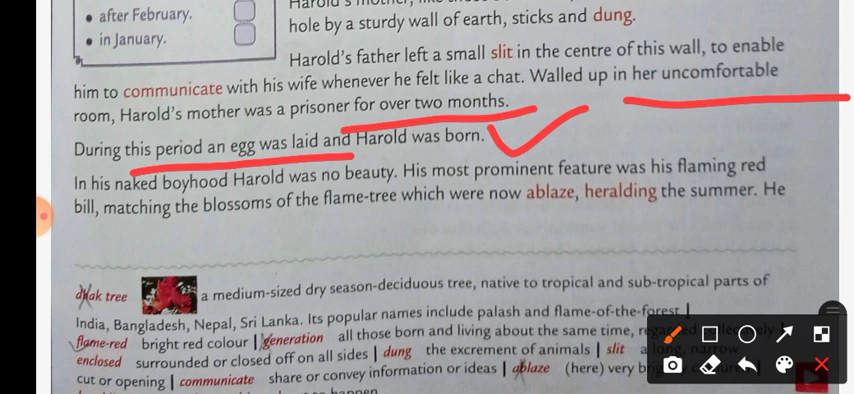 • after February.
• in January.
hole by a sturdy wall of earth, sticks and dung.
Harold's father left a small slit in the centre of this wall, to enable
him to communicate with his wife whenever he felt like a chat. Walled up in her uncomfortable
room, Harold's mother was a prisoner for over two months.
During this period an egg was laid and Harold was born.
In his naked boyhood Harold was no beauty. His most prominent feature was his flaming red
bill, matching the blossoms of the flame-tree which were now ablaze, heralding the summer. He
dhak tree a medium-sized dry season-deciduous tree, native to tropical and sub-tropical parts of
India, Bangladesh, Nepal, Sri Lanka. Its popular names include palash and flame-of-the-forest |
flame-red bright red colour | generation all those born and living about the same time,
enclosed surrounded or closed off on all sides | dung the excrement of animals | slit
cut or opening | communicate share or convey information or ideas | ablaze (here) very